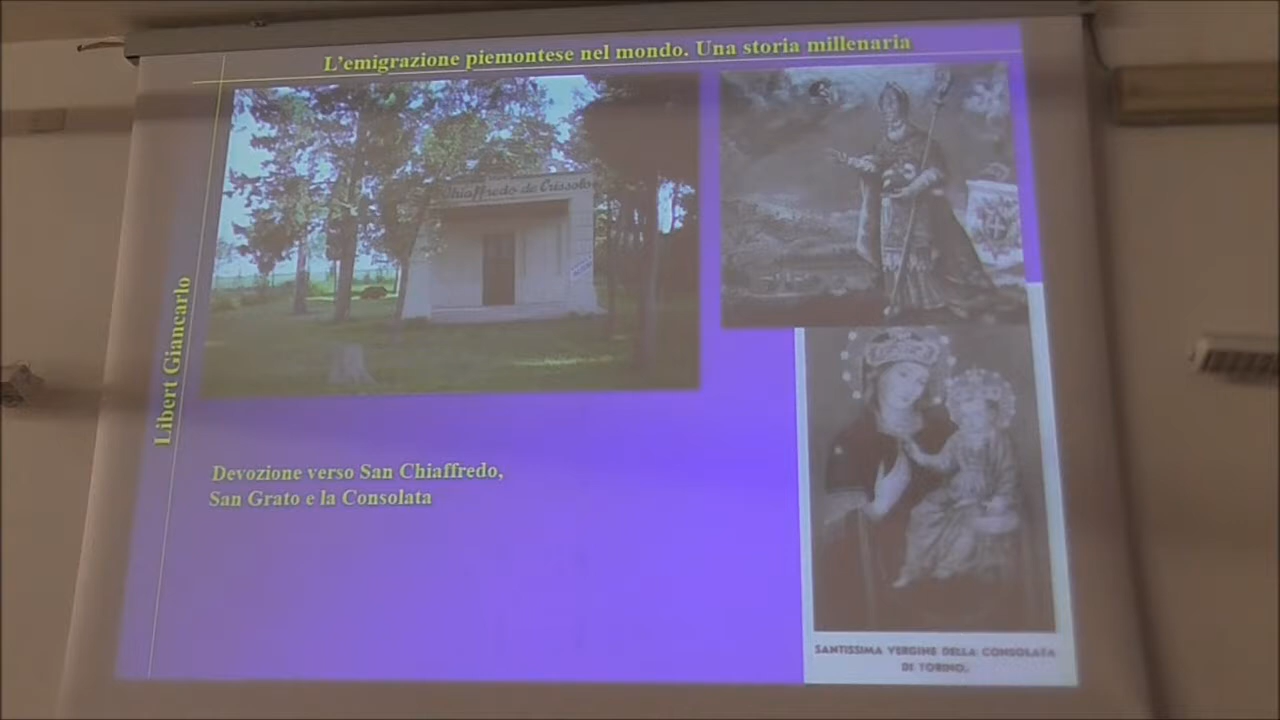 L'emigrazione piemontese nel mondo. Una storia millenaria
Libert Giancarlo
Chiaffredo de Crissolo
Devozione verso San Chiaffredo,
San Grato e la Consolata
SANTISSIMA VERGINE DELLA CONSOLATA
DI TORINO.